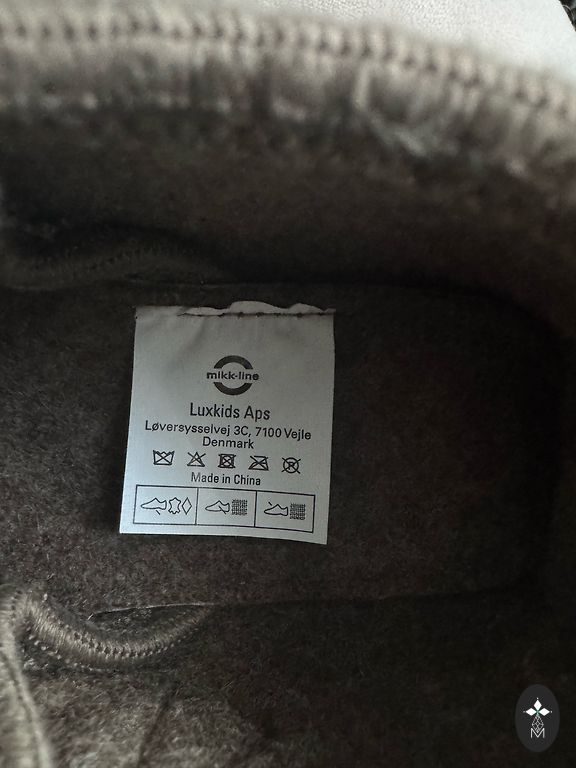 mikk-line
Luxkids Aps
Løversysselvej 3C, 7100 Vejle
Denmark
Made in China